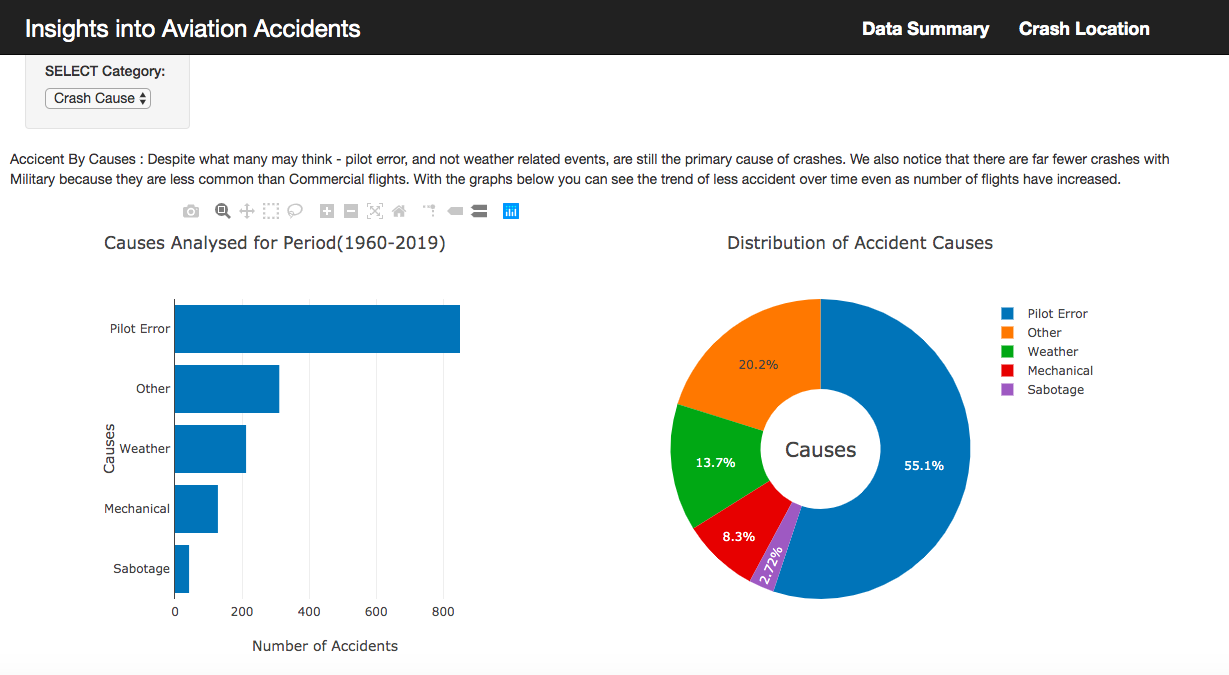 Insights into Aviation Accidents
Data Summary
Crash Location
SELECT Category:
Crash Cause
Accicent By Causes : Despite what many may think - pilot error, and not weather related events, are still the primary cause of crashes. We also notice that there are far fewer crashes with
Military because they are less common than Commercial flights. With the graphs below you can see the trend of less accident over time even as number of flights have increased.
Causes Analysed for Period(1960-2019)
Causes
Pilot Error
Other
Weather
Mechanical
Sabotage
0 200 400 600 800
Number of Accidents
Distribution of Accident Causes
20.2%
13.7%
8.3%
2.72%
55.1%
Causes
Pilot Error
Other
Weather
Mechanical
Sabotage